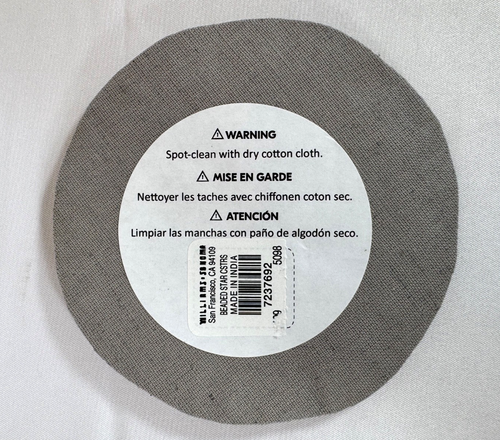 ⚠ WARNING
Spot-clean with dry cotton cloth.
⚠ MISE EN GARDE
Nettoyer les taches avec chiffonen coton sec.
⚠ ATENCIÓN
Limpiar las manchas con paño de algodón seco.
WILLIAMS-SONOMA
San Francisco, CA 94109
BEADED STAR CSTRS
MADE IN INDIA
7237692
5098